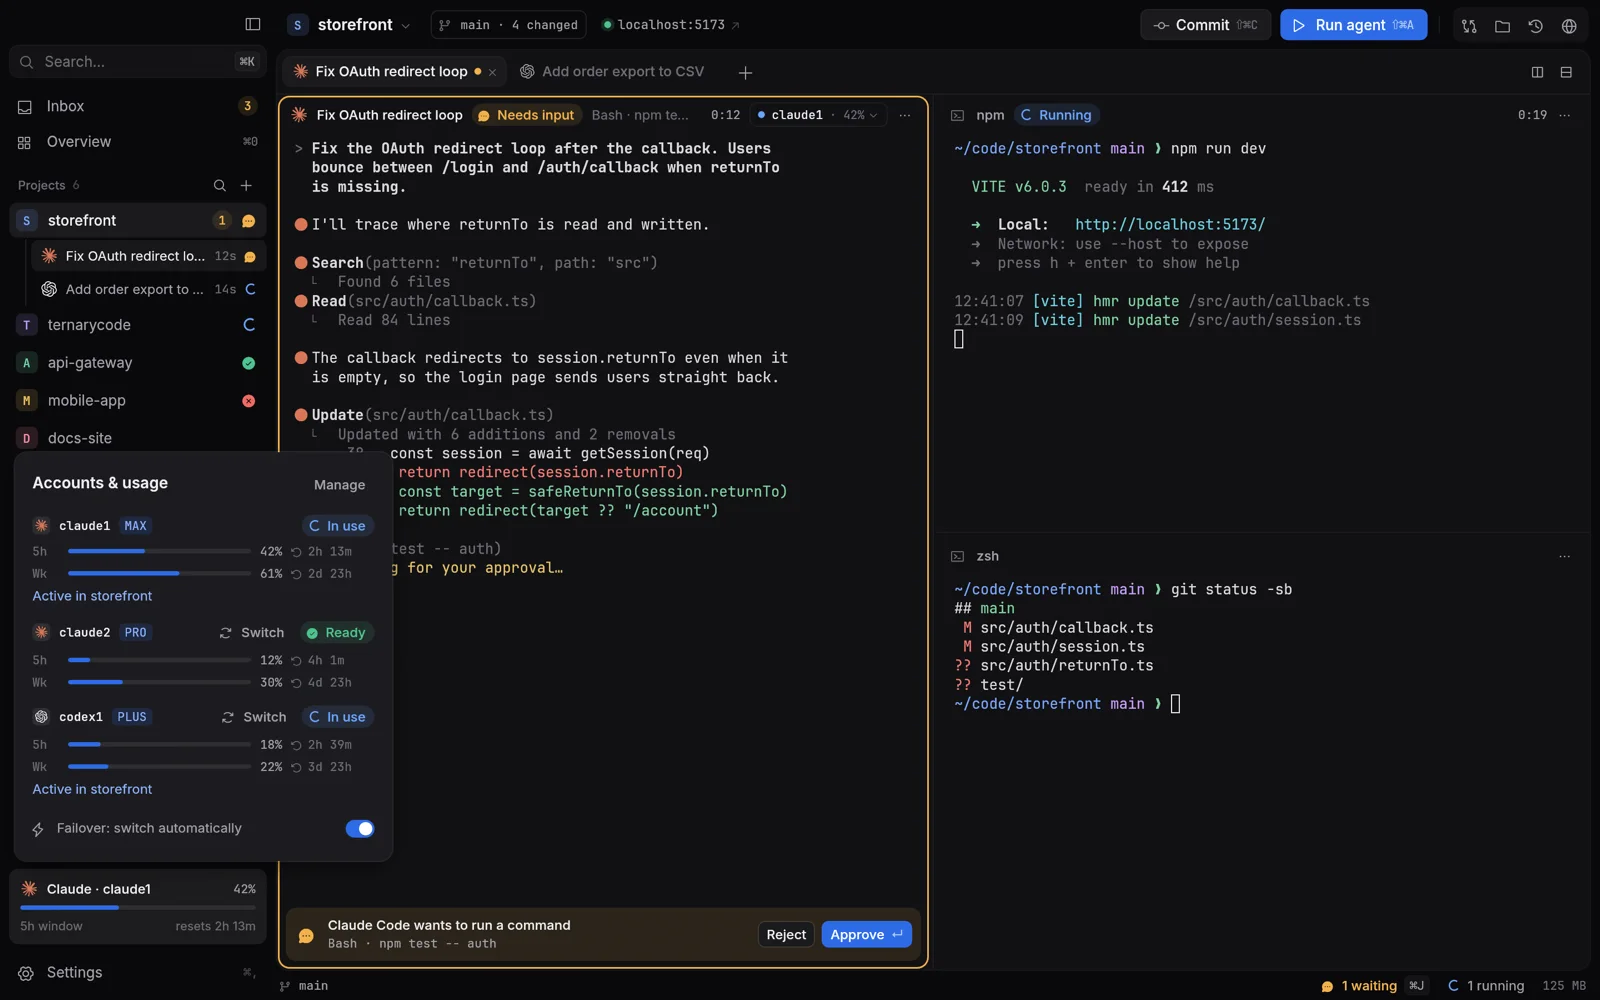 S storefront
main · 4 changed
localhost:5173
Commit ⇧⌘C
Run agent ⇧⌘A
Search... ⌘K
Inbox 3
Overview ⌘0
Projects 6
S storefront 1
Fix OAuth redirect lo... 12s
Add order export to ... 14s
T ternarycode
A api-gateway
M mobile-app
D docs-site
Accounts & usage Manage
claude1 MAX In use
5h 42% 2h 13m
Wk 61% 2d 23h
Active in storefront
claude2 PRO Switch Ready
5h 12% 4h 1m
Wk 30% 4d 23h
codex1 PLUS Switch In use
5h 18% 2h 39m
Wk 22% 3d 23h
Active in storefront
Failover: switch automatically
Claude · claude1 42%
5h window resets 2h 13m
Settings ⌘,
Fix OAuth redirect loop
Add order export to CSV
Fix OAuth redirect loop Needs input Bash · npm te... 0:12 claude1 · 42%
> Fix the OAuth redirect loop after the callback. Users
bounce between /login and /auth/callback when returnTo
is missing.
I'll trace where returnTo is read and written.
Search(pattern: "returnTo", path: "src")
└ Found 6 files
Read(src/auth/callback.ts)
└ Read 84 lines
The callback redirects to session.returnTo even when it
is empty, so the login page sends users straight back.
Update(src/auth/callback.ts)
└ Updated with 6 additions and 2 removals
const session = await getSession(req)
return redirect(session.returnTo)
const target = safeReturnTo(session.returnTo)
return redirect(target ?? "/account")
test -- auth)
g for your approval…
Claude Code wants to run a command
Bash · npm test -- auth
Reject Approve ↵
npm Running 0:19
~/code/storefront main ❯ npm run dev
VITE v6.0.3 ready in 412 ms
➜ Local: http://localhost:5173/
➜ Network: use --host to expose
➜ press h + enter to show help
12:41:07 [vite] hmr update /src/auth/callback.ts
12:41:09 [vite] hmr update /src/auth/session.ts
zsh
~/code/storefront main ❯ git status -sb
## main
M src/auth/callback.ts
M src/auth/session.ts
?? src/auth/returnTo.ts
?? test/
~/code/storefront main ❯
main
1 waiting ⌘J 1 running 125 MB